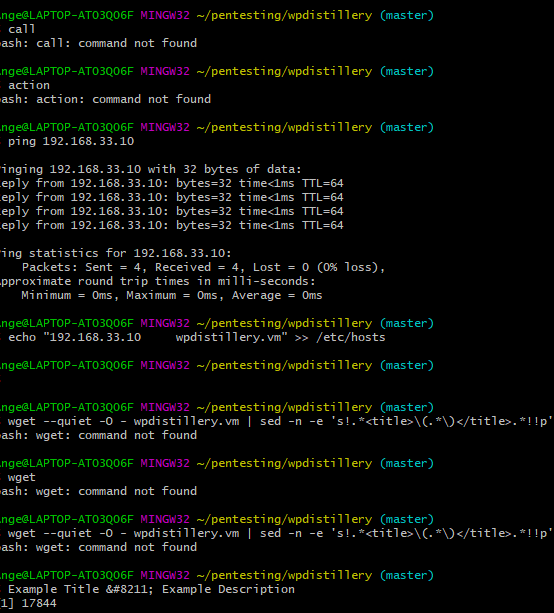 nge@LAPTOP-ATO3Q06F MINGW32 ~/pentesting/wpdistillery (master)
call
ash: call: command not found
nge@LAPTOP-ATO3Q06F MINGW32 ~/pentesting/wpdistillery (master)
action
ash: action: command not found
nge@LAPTOP-ATO3Q06F MINGW32 ~/pentesting/wpdistillery (master)
ping 192.168.33.10
inging 192.168.33.10 with 32 bytes of data:
eply from 192.168.33.10: bytes=32 time<1ms TTL=64
eply from 192.168.33.10: bytes=32 time<1ms TTL=64
eply from 192.168.33.10: bytes=32 time<1ms TTL=64
eply from 192.168.33.10: bytes=32 time<1ms TTL=64
ing statistics for 192.168.33.10:
    Packets: Sent = 4, Received = 4, Lost = 0 (0% loss),
pproximate round trip times in milli-seconds:
    Minimum = 0ms, Maximum = 0ms, Average = 0ms
nge@LAPTOP-ATO3Q06F MINGW32 ~/pentesting/wpdistillery (master)
echo "192.168.33.10     wpdistillery.vm" >> /etc/hosts
nge@LAPTOP-ATO3Q06F MINGW32 ~/pentesting/wpdistillery (master)
nge@LAPTOP-ATO3Q06F MINGW32 ~/pentesting/wpdistillery (master)
wget --quiet -O - wpdistillery.vm | sed -n -e 's!.*<title>\(.*\)</title>.*!!p'
ash: wget: command not found
nge@LAPTOP-ATO3Q06F MINGW32 ~/pentesting/wpdistillery (master)
wget
ash: wget: command not found
nge@LAPTOP-ATO3Q06F MINGW32 ~/pentesting/wpdistillery (master)
wget --quiet -O - wpdistillery.vm | sed -n -e 's!.*<title>\(.*\)</title>.*!!p'
ash: wget: command not found
nge@LAPTOP-ATO3Q06F MINGW32 ~/pentesting/wpdistillery (master)
Example Title &#8211; Example Description
1] 17844